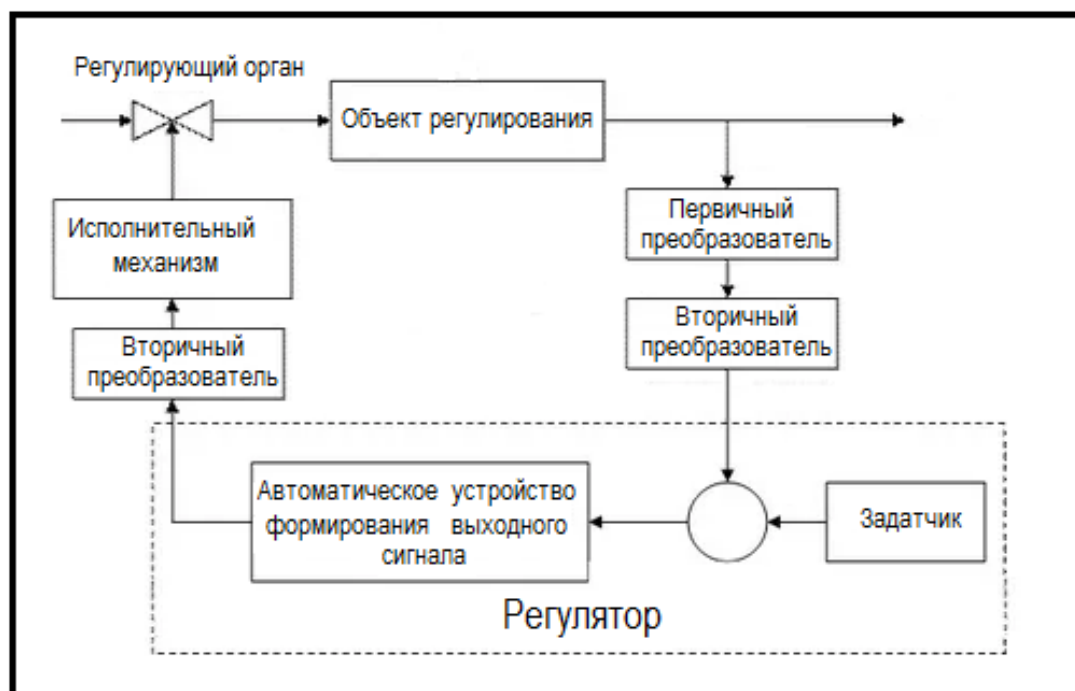 Регулирующий орган
Объект регулирования
Первичный
преобразователь
Исполнительный
механизм
Вторичный
преобразователь
Вторичный
преобразователь
Автоматическое устройство
формирования выходного
сигнала
Задатчик
Регулятор